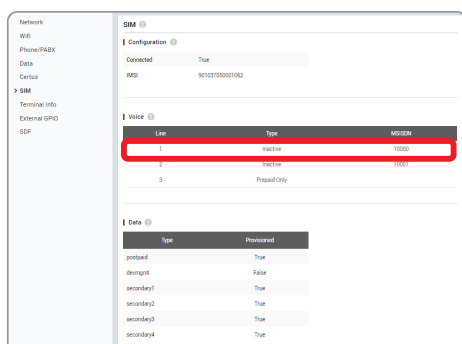 Network
Wifi
Phone/PABX
Data
Certus
> SIM
Terminal Info
External GPIO
SDF
SIM
Configuration
Connected True
IMSI 901037050001062
Voice
Line Type MSISDN
1 Inactive 10000
2 Inactive 10001
3 Prepaid Only
Data
Type Provisioned
postpaid True
devmgmt False
secondary1 True
secondary2 True
secondary3 True
secondary4 True